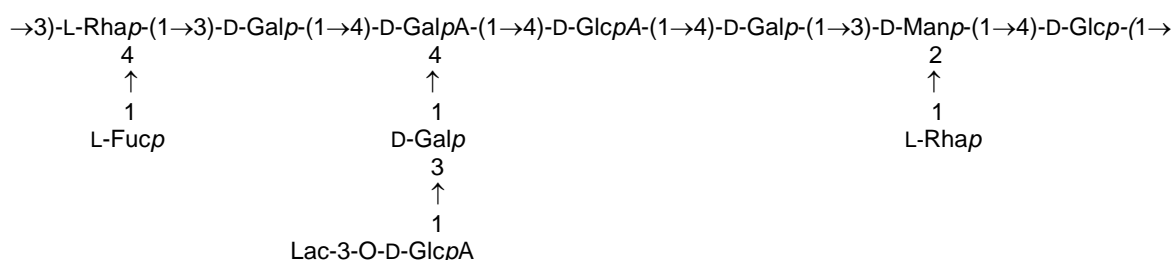 →3)-L-Rhap-(1→3)-D-Galp-(1→4)-D-GalpA-(1→4)-D-GlcpA-(1→4)-D-Galp-(1→3)-D-Manp-(1→4)-D-Glcp-(1→
4 4 2
↑ ↑ ↑
1 1 1
L-Fucp D-Galp L-Rhap
3
↑
1
Lac-3-O-D-GlcpA